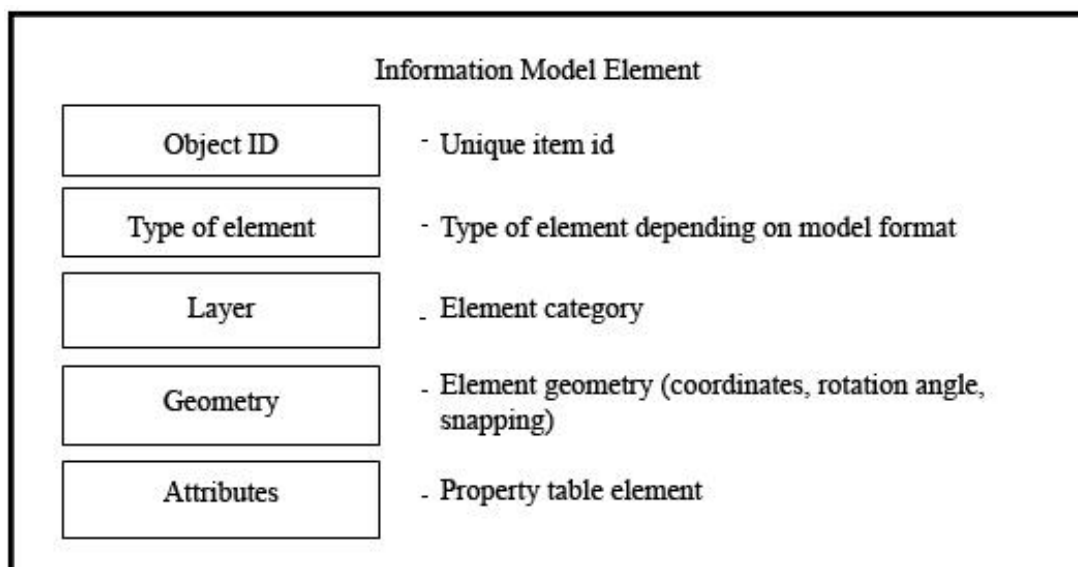 Information Model Element
Object ID - Unique item id
Type of element - Type of element depending on model format
Layer - Element category
Geometry - Element geometry (coordinates, rotation angle,
snapping)
Attributes - Property table element